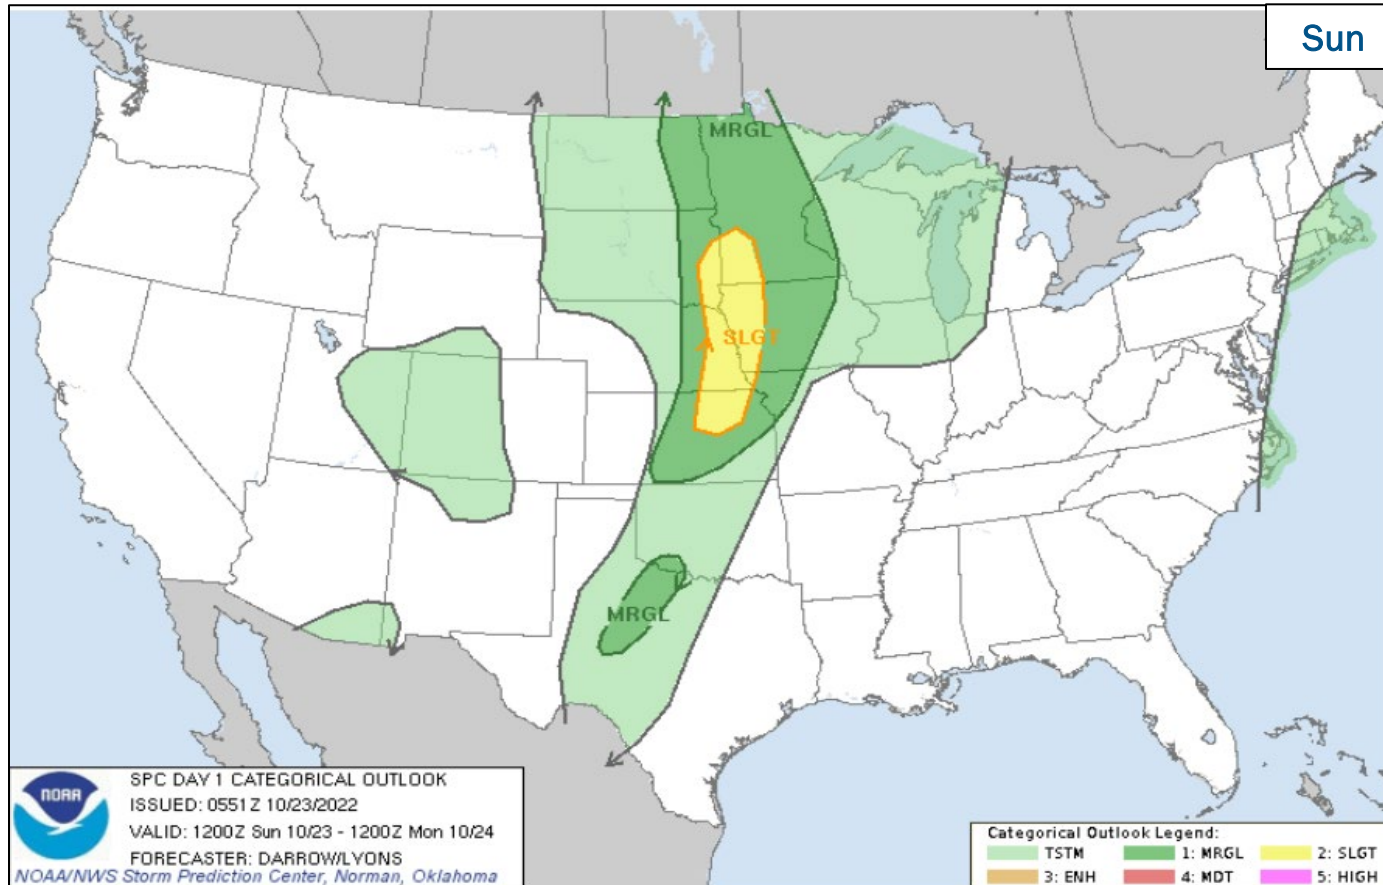 Sun
MRGL
SLGT
MRGL
NOAA
SPC DAY 1 CATEGORICAL OUTLOOK
ISSUED: 0551Z 10/23/2022
VALID: 1200Z Sun 10/23 - 1200Z Mon 10/24
FORECASTER: DARROW/LYONS
NOAA/NWS Storm Prediction Center, Norman, Oklahoma
Categorical Outlook Legend:
TSTM 1: MRGL 2: SLGT
3: ENH 4: MDT 5: HIGH